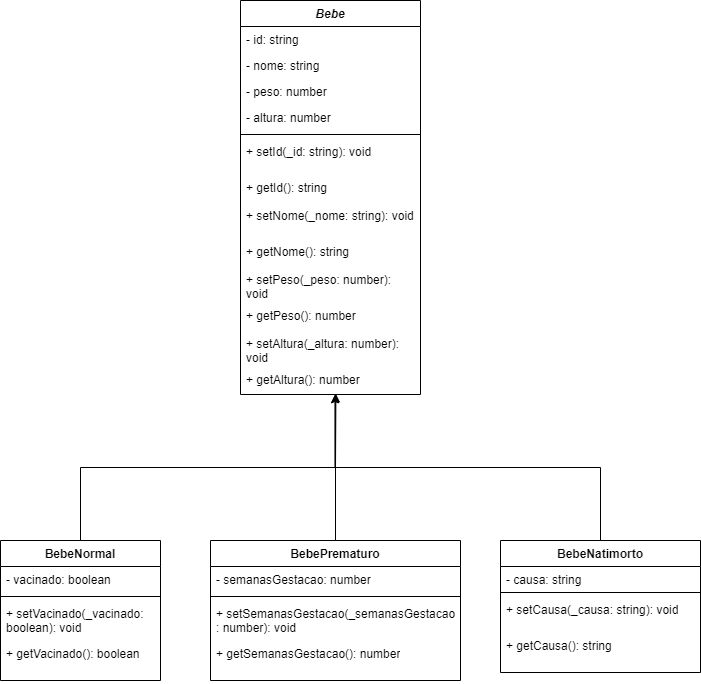 Bebe
- id: string
- nome: string
- peso: number
- altura: number
+ setId(_id: string): void
+ getId(): string
+ setNome(_nome: string): void
+ getNome(): string
+ setPeso(_peso: number):
void
+ getPeso(): number
+ setAltura(_altura: number):
void
+ getAltura(): number
BebeNormal
- vacinado: boolean
+ setVacinado(_vacinado:
boolean): void
+ getVacinado(): boolean
BebePrematuro
- semanasGestacao: number
+ setSemanasGestacao(_semanasGestacao
: number): void
+ getSemanasGestacao(): number
BebeNatimorto
- causa: string
+ setCausa(_causa: string): void
+ getCausa(): string